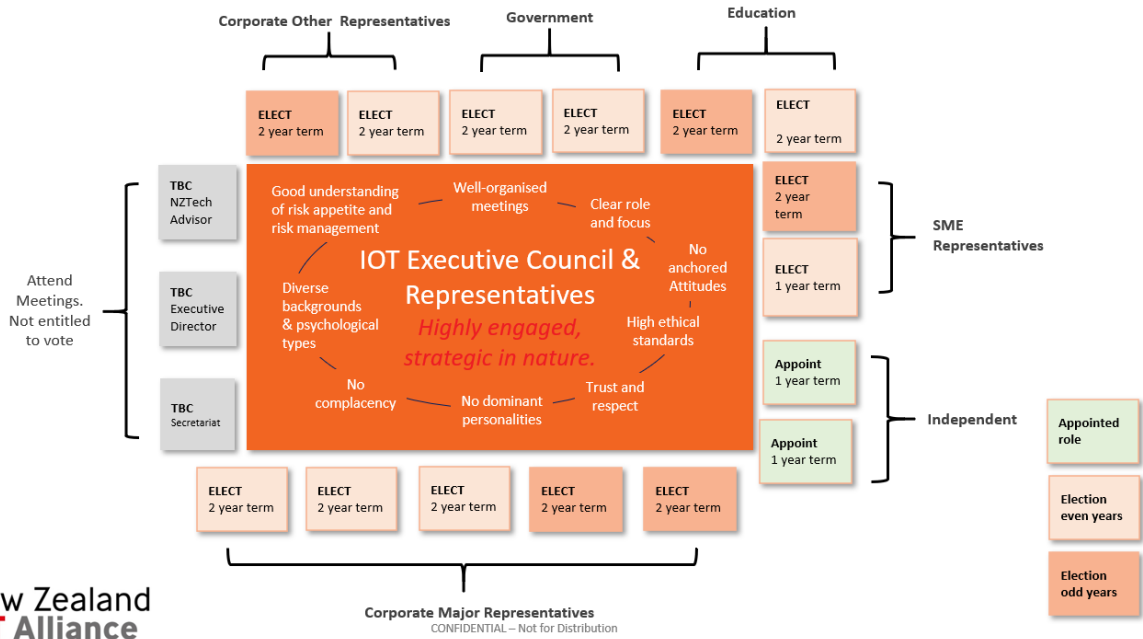 Corporate Other Representatives
Government
Education
ELECT
2 year term
ELECT
2 year term
ELECT
2 year term
ELECT
2 year term
ELECT
2 year term
ELECT
2 year term
TBC
NZTech
Advisor
TBC
Executive
Director
TBC
Secretariat
Attend
Meetings.
Not entitled
to vote
Good understanding
of risk appetite and
risk management
Well-organised
meetings
Clear role
and focus
No
anchored
Attitudes
High ethical
standards
Trust and
respect
No dominant
personalities
No
complacency
Diverse
backgrounds
& psychological
types
IOT Executive Council &
Representatives
Highly engaged,
strategic in nature.
ELECT
2 year
term
ELECT
1 year term
SME
Representatives
Appoint
1 year term
Appoint
1 year term
Independent
Appointed
role
Election
even years
Election
odd years
ELECT
2 year term
ELECT
2 year term
ELECT
2 year term
ELECT
2 year term
ELECT
2 year term
Corporate Major Representatives
CONFIDENTIAL – Not for Distribution
w Zealand
T Alliance